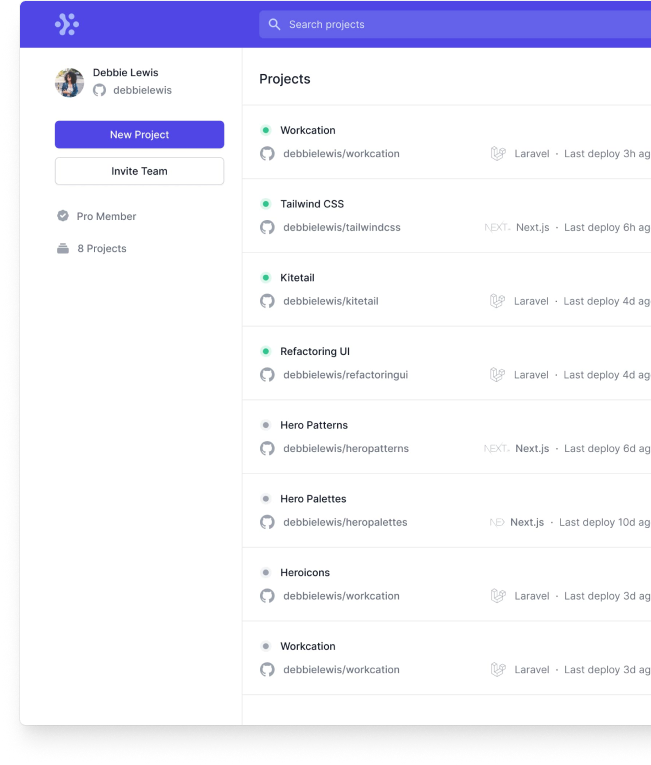 Search projects
Debbie Lewis
debbielewis
New Project
Invite Team
Pro Member
8 Projects
Projects
Workcation
debbielewis/workcation
Laravel · Last deploy 3h ag
Tailwind CSS
debbielewis/tailwindcss
NEXT. Next.js · Last deploy 6h ag
Kitetail
debbielewis/kitetail
Laravel · Last deploy 4d ag
Refactoring UI
debbielewis/refactoringui
Laravel · Last deploy 4d ag
Hero Patterns
debbielewis/heropatterns
NEXT. Next.js · Last deploy 6d ag
Hero Palettes
debbielewis/heropalettes
Next.js · Last deploy 10d ag
Heroicons
debbielewis/workcation
Laravel · Last deploy 3d ag
Workcation
debbielewis/workcation
Laravel · Last deploy 3d ag